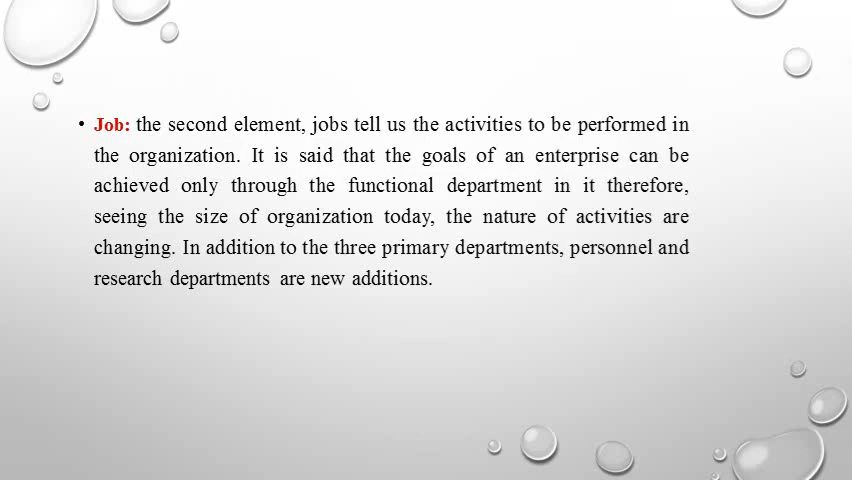 • Job: the second element, jobs tell us the activities to be performed in
the organization. It is said that the goals of an enterprise can be
achieved only through the functional department in it therefore,
seeing the size of organization today, the nature of activities are
changing. In addition to the three primary departments, personnel and
research departments are new additions.